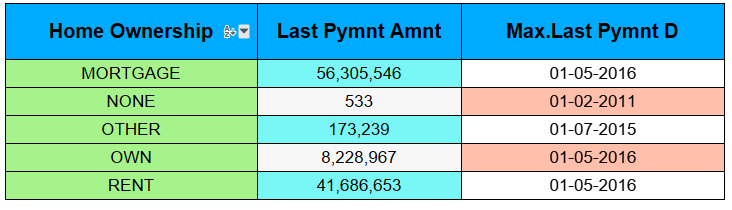 Home Ownership Last Pymnt Amnt Max.Last Pymnt D
MORTGAGE 56,305,546 01-05-2016
NONE 533 01-02-2011
OTHER 173,239 01-07-2015
OWN 8,228,967 01-05-2016
RENT 41,686,653 01-05-2016